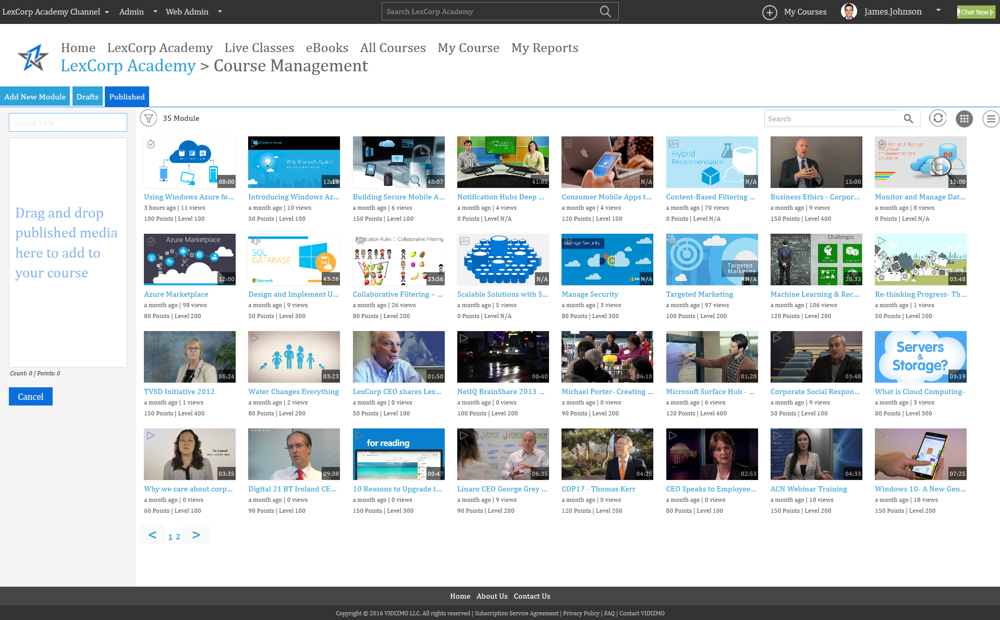 LexCorp Academy Channel Admin Web Admin Search LexCorp Academy My Courses James.Johnson Chat Now
Home LexCorp Academy Live Classes eBooks All Courses My Course My Reports
LexCorp Academy > Course Management
Add New Module Drafts Published
Course Title
Drag and drop
published media
here to add to
your course
Count: 0 | Points: 0
Cancel
35 Module Search
08:00
Windows Azure
Why Microsoft Azure?
12:19
48:07
41:05
N/A
Hybrid
Recommendation
N/A
15:00
Monitor and Manage
Database
Implementations
on Azure
DB
15:00
Using Windows Azure fo... Introducing Windows Az... Building Secure Mobile A... Notification Hubs Deep ... Consumer Mobile Apps t... Content-Based Filtering ... Business Ethics - Corpor... Monitor and Manage Dat...
3 hours ago | 11 views a month ago | 10 views a month ago | 6 views a month ago | 4 views a month ago | 4 views a month ago | 70 views a month ago | 9 views a month ago | 8 views
100 Points | Level 100 50 Points | Level 100 150 Points | Level 100 0 Points | Level N/A 120 Points | Level 100 0 Points | Level N/A 150 Points | Level 400 0 Points | Level N/A
Azure Marketplace
12:00
SQL
DATABASE
SQL
Microsoft
43:26
Association Rules □ Collaborative Filtering
33:56
N/A
Manage Security
N/A
Targeted
Marketing
N/A
Challenges
28:33
03:48
Azure Marketplace Design and Implement U... Collaborative Filtering – ... Scalable Solutions with S... Manage Security Targeted Marketing Machine Learning & Rec... Re-thinking Progress- Th...
a month ago | 98 views a month ago | 9 views a month ago | 26 views a month ago | 5 views a month ago | 3 views a month ago | 97 views a month ago | 106 views a month ago | 1 views
80 Points | Level 200 50 Points | Level 300 80 Points | Level 200 0 Points | Level N/A 80 Points | Level 300 100 Points | Level 200 120 Points | Level 200 50 Points | Level 200
08:24
03:23
01:50
00:40
06:10
01:20
03:48
Servers
&
Storage?
03:19
TVSD Initiative 2012 Water Changes Everything LexCorp CEO shares Lex... NetIQ BrainShare 2013 ... Michael Porter- Creating ... Microsoft Surface Hub - ... Corporate Social Respon... What is Cloud Computing-
a month ago | 1 views a month ago | 2 views a month ago | 0 views a month ago | 0 views a month ago | 0 views a month ago | 6 views a month ago | 9 views a month ago | 3 views
150 Points | Level 400 80 Points | Level 200 50 Points | Level 100 100 Points | Level 200 90 Points | Level 200 120 Points | Level 400 50 Points | Level 100 80 Points | Level 300
Pat Lywood
03:35
09:38
for reading
00:47
Linaro Linaro
ARM ARM
ARM
Linaro
06:35
04:25
02:53
04:33
07:25
Why we care about corp... Digital 21 BT Ireland CE... 10 Reasons to Upgrade t... Linaro CEO George Grey ... COP17 - Thomas Kerr CEO Speaks to Employee... ACN Webinar Training Windows 10- A New Gen...
a month ago | 0 views a month ago | 0 views a month ago | 0 views a month ago | 9 views a month ago | 0 views a month ago | 0 views a month ago | 10 views a month ago | 18 views
60 Points | Level 100 90 Points | Level 100 150 Points | Level 300 90 Points | Level 200 120 Points | Level 200 80 Points | Level 100 150 Points | Level 200 150 Points | Level 200
< 1 2 >
Home About Us Contact Us
Copyright © 2016 VIDIZMO LLC. All rights reserved | Subscription Service Agreement | Privacy Policy | FAQ | Contact VIDIZMO